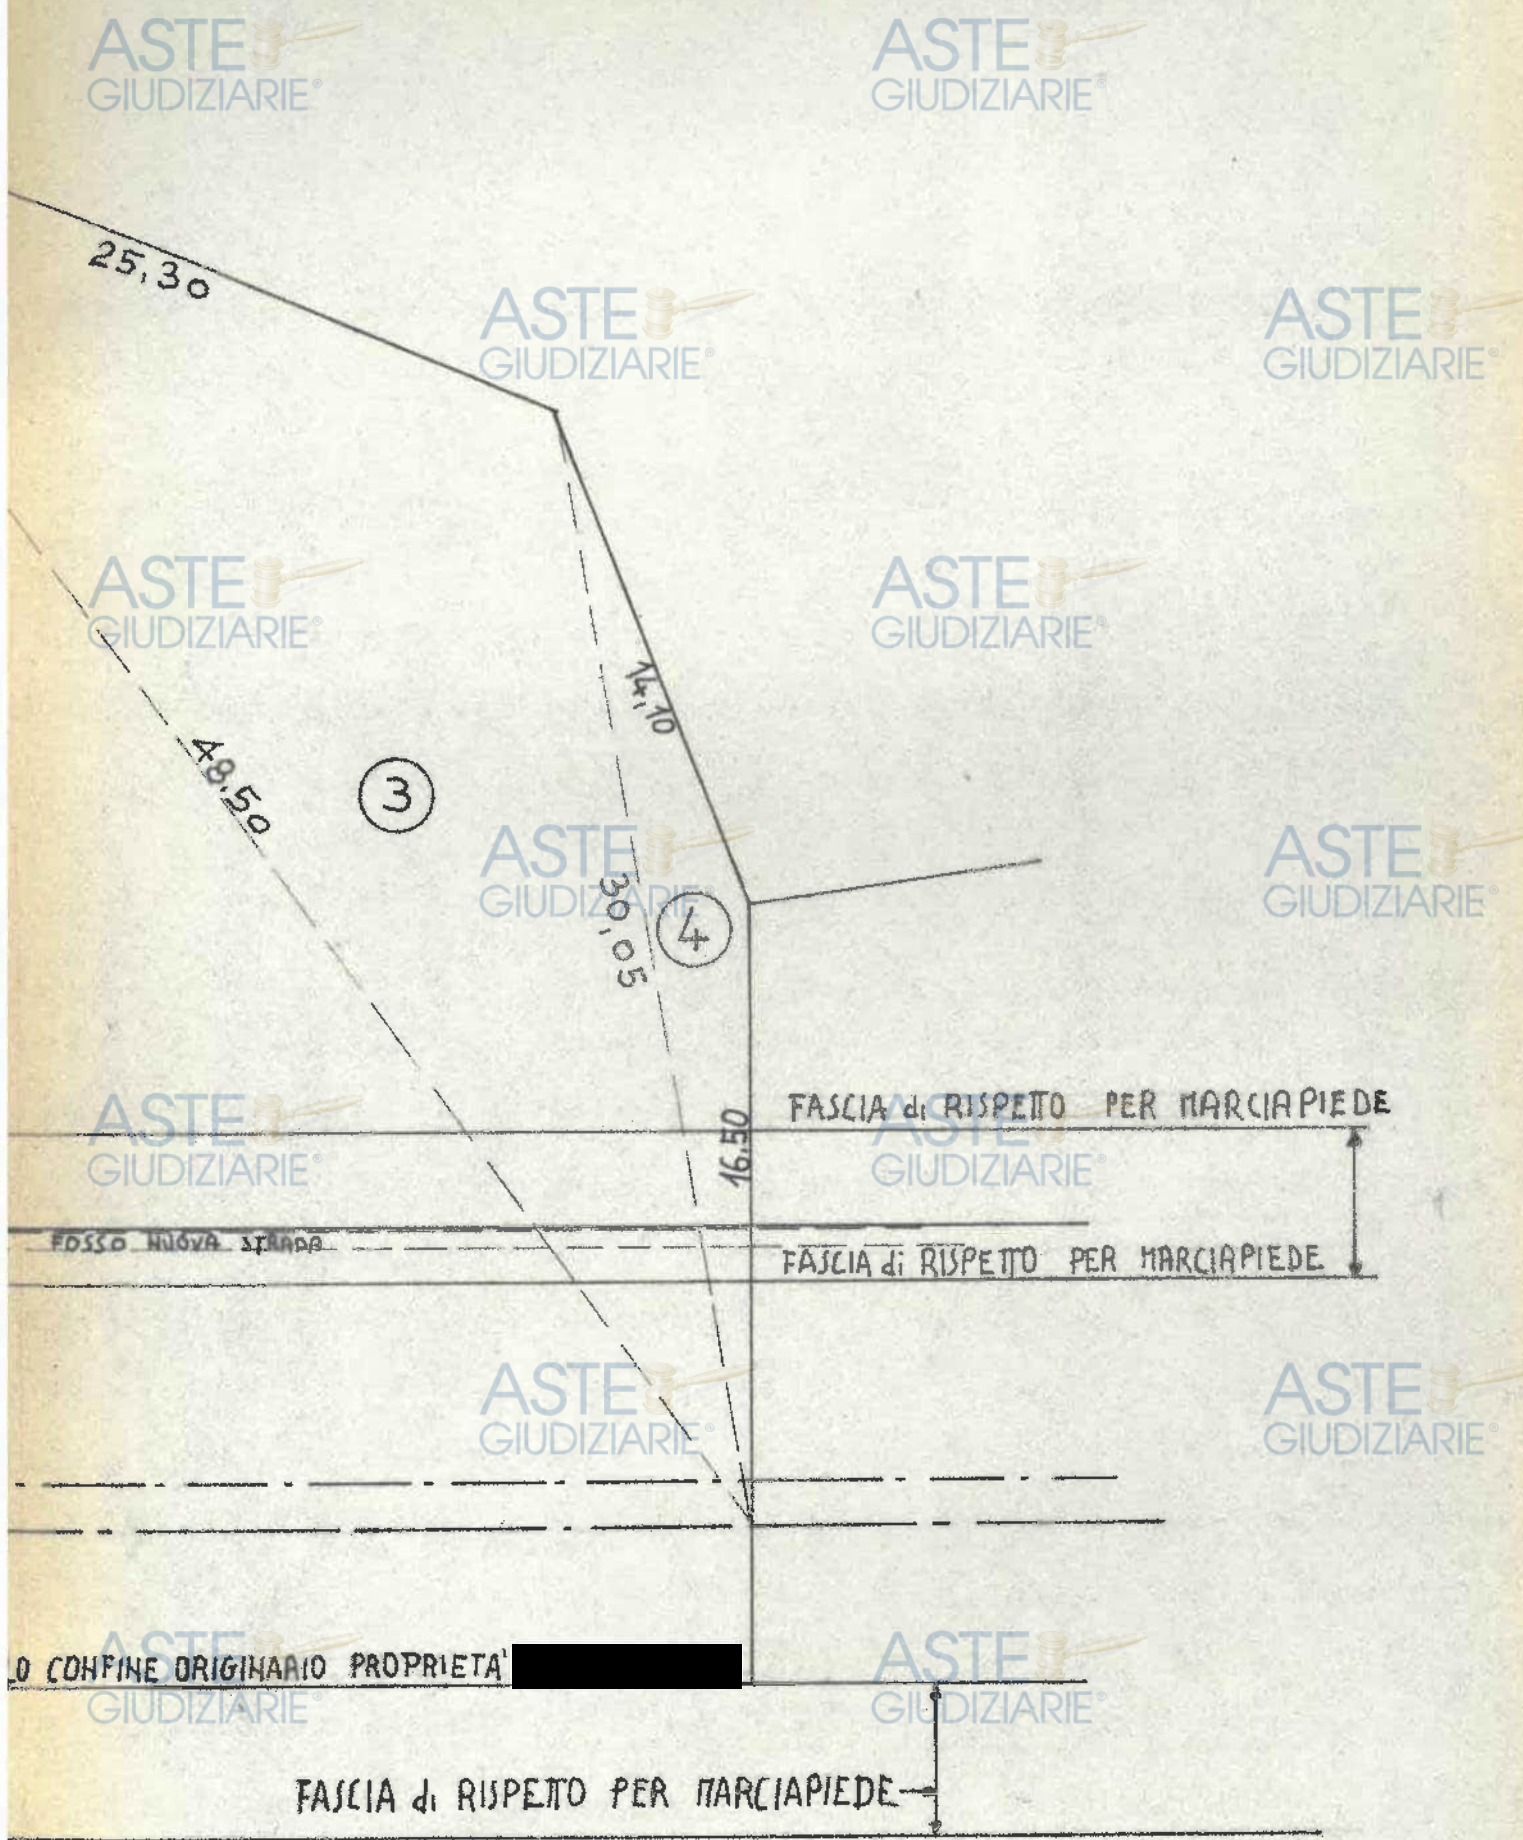 ASTE
GIUDIZIARIE®
ASTE
GIUDIZIARIE®
25,30
ASTE
GIUDIZIARIE®
ASTE
GIUDIZIARIE®
ASTE
GIUDIZIARIE®
ASTE
GIUDIZIARIE®
14,10
48,50
3
ASTE
GIUDIZIARIE®
ASTE
GIUDIZIARIE®
30,05
4
FASCIA di RISPETTO PER MARCIAPIEDE
ASTE
GIUDIZIARIE®
ASTE
GIUDIZIARIE®
16,50
FOSSO NUOVA STRADA
FASCIA di RISPETTO PER MARCIAPIEDE
ASTE
GIUDIZIARIE®
ASTE
GIUDIZIARIE®
LO CONFINE ORIGINARIO PROPRIETA'
ASTE
GIUDIZIARIE®
ASTE
GIUDIZIARIE®
FASCIA di RISPETTO PER MARCIAPIEDE